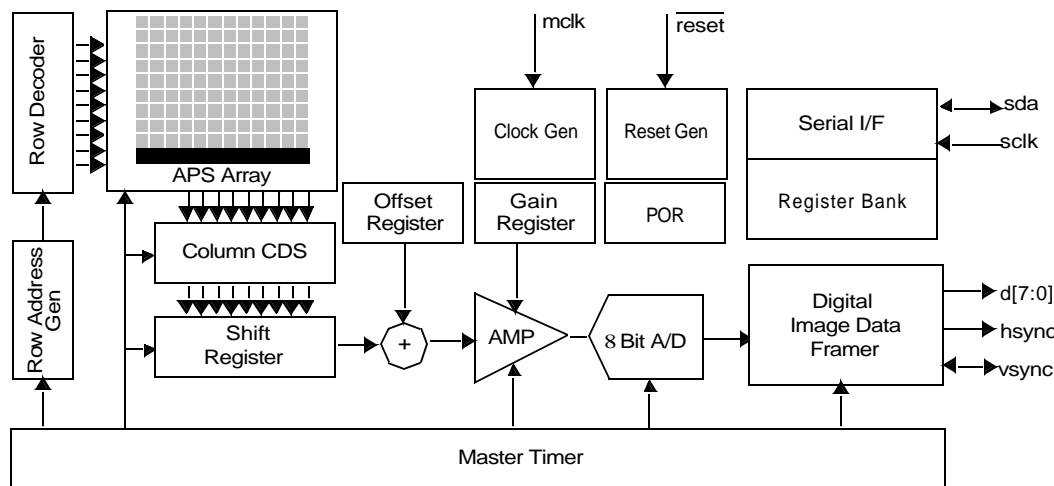 mclk
reset
Row Decoder
APS Array
Clock Gen
Reset Gen
Serial I/F
sda
sclk
Offset
Register
Gain
Register
POR
Register Bank
Row Address
Gen
Column CDS
Shift
Register
+
AMP
8 Bit A/D
Digital
Image Data
Framer
d[7:0]
hsync
vsync
Master Timer